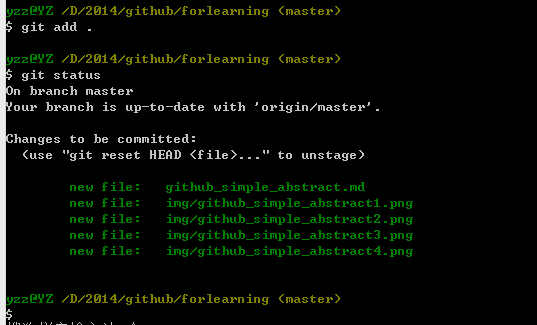 yzz@YZ /D/2014/github/forlearning (master)
$ git add .
yzz@YZ /D/2014/github/forlearning (master)
$ git status
On branch master
Your branch is up-to-date with 'origin/master'.
Changes to be committed:
(use "git reset HEAD <file>..." to unstage)
new file: github_simple_abstract.md
new file: img/github_simple_abstract1.png
new file: img/github_simple_abstract2.png
new file: img/github_simple_abstract3.png
new file: img/github_simple_abstract4.png
yzz@YZ /D/2014/github/forlearning (master)
$